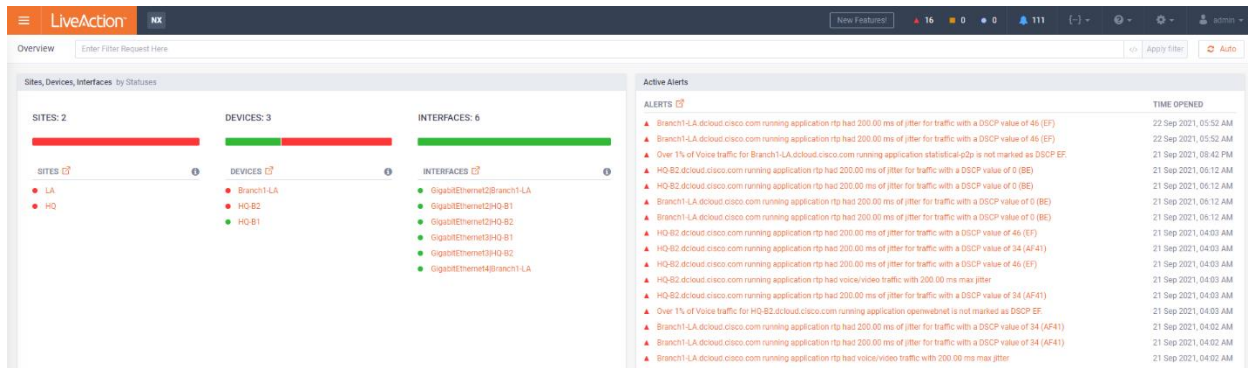 LiveAction NX New Features! 16 0 0 111 {--} admin
Overview Enter Filter Request Here </> Apply filter Auto
Sites, Devices, Interfaces by Statuses
SITES: 2 DEVICES: 3 INTERFACES: 6
SITES DEVICES INTERFACES
LA Branch1-LA GigabitEthernet2|Branch1-LA
HQ HQ-B2 GigabitEthernet2|HQ-B1
HQ-B1 GigabitEthernet2|HQ-B2
GigabitEthernet3|HQ-B1
GigabitEthernet3|HQ-B2
GigabitEthernet4|Branch1-LA
Active Alerts
ALERTS TIME OPENED
Branch1-LA.dcloud.cisco.com running application rtp had 200.00 ms of jitter for traffic with a DSCP value of 46 (EF) 22 Sep 2021, 05:52 AM
Branch1-LA.dcloud.cisco.com running application rtp had 200.00 ms of jitter for traffic with a DSCP value of 46 (EF) 22 Sep 2021, 05:52 AM
Over 1% of Voice traffic for Branch1-LA.dcloud.cisco.com running application statistical-p2p is not marked as DSCP EF. 21 Sep 2021, 08:42 PM
HQ-B2.dcloud.cisco.com running application rtp had 200.00 ms of jitter for traffic with a DSCP value of 0 (BE) 21 Sep 2021, 06:12 AM
HQ-B2.dcloud.cisco.com running application rtp had 200.00 ms of jitter for traffic with a DSCP value of 0 (BE) 21 Sep 2021, 06:12 AM
Branch1-LA.dcloud.cisco.com running application rtp had 200.00 ms of jitter for traffic with a DSCP value of 0 (BE) 21 Sep 2021, 06:12 AM
Branch1-LA.dcloud.cisco.com running application rtp had 200.00 ms of jitter for traffic with a DSCP value of 0 (BE) 21 Sep 2021, 06:12 AM
HQ-B2.dcloud.cisco.com running application rtp had 200.00 ms of jitter for traffic with a DSCP value of 46 (EF) 21 Sep 2021, 04:03 AM
HQ-B2.dcloud.cisco.com running application rtp had 200.00 ms of jitter for traffic with a DSCP value of 34 (AF41) 21 Sep 2021, 04:03 AM
HQ-B2.dcloud.cisco.com running application rtp had 200.00 ms of jitter for traffic with a DSCP value of 46 (EF) 21 Sep 2021, 04:03 AM
HQ-B2.dcloud.cisco.com running application rtp had voice/video traffic with 200.00 ms max jitter 21 Sep 2021, 04:03 AM
HQ-B2.dcloud.cisco.com running application rtp had 200.00 ms of jitter for traffic with a DSCP value of 34 (AF41) 21 Sep 2021, 04:03 AM
Over 1% of Voice traffic for HQ-B2.dcloud.cisco.com running application openwebnet is not marked as DSCP EF. 21 Sep 2021, 04:03 AM
Branch1-LA.dcloud.cisco.com running application rtp had 200.00 ms of jitter for traffic with a DSCP value of 34 (AF41) 21 Sep 2021, 04:02 AM
Branch1-LA.dcloud.cisco.com running application rtp had 200.00 ms of jitter for traffic with a DSCP value of 34 (AF41) 21 Sep 2021, 04:02 AM
Branch1-LA.dcloud.cisco.com running application rtp had voice/video traffic with 200.00 ms max jitter 21 Sep 2021, 04:02 AM